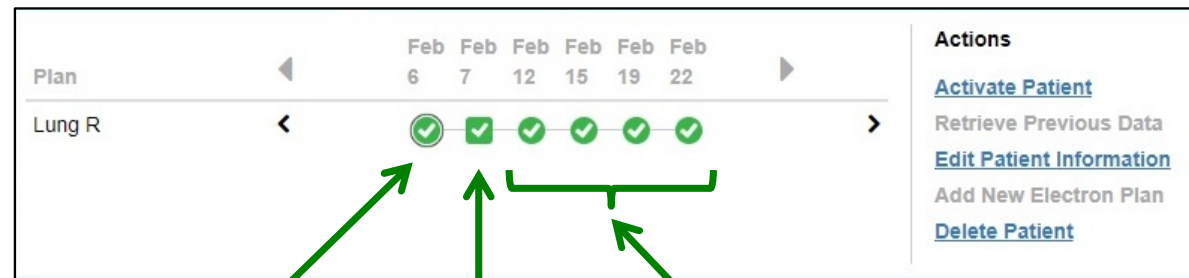 Plan
Feb Feb Feb Feb Feb Feb
6 7 12 15 19 22
Lung R
Actions
Activate Patient
Retrieve Previous Data
Edit Patient Information
Add New Electron Plan
Delete Patient